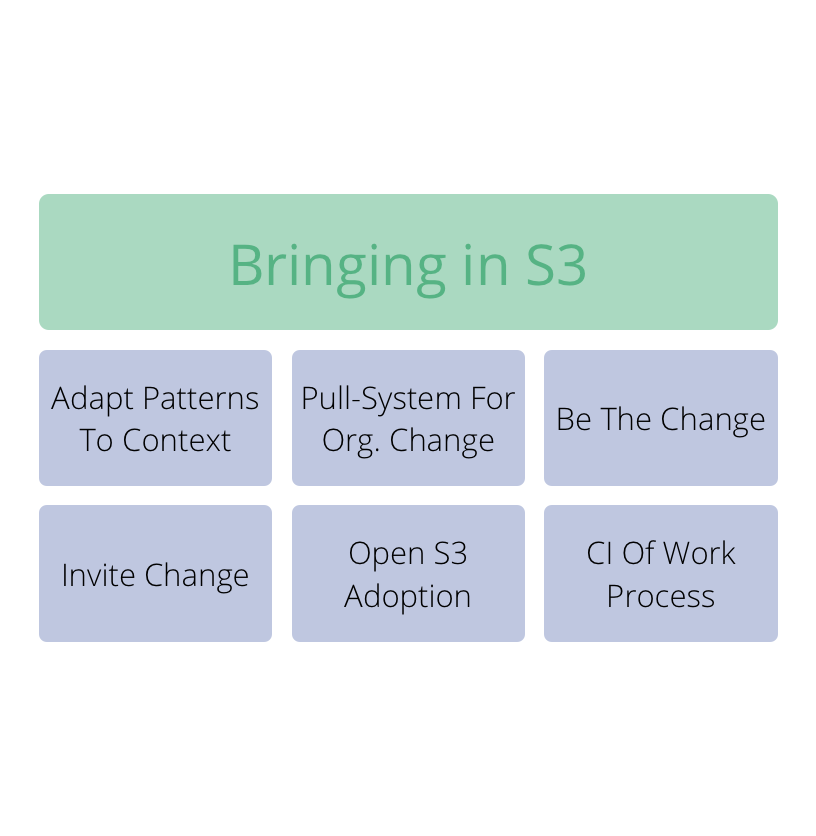 Bringing in S3
Adapt Patterns
To Context
Pull-System For
Org. Change
Be The Change
Invite Change
Open S3
Adoption
CI Of Work
Process